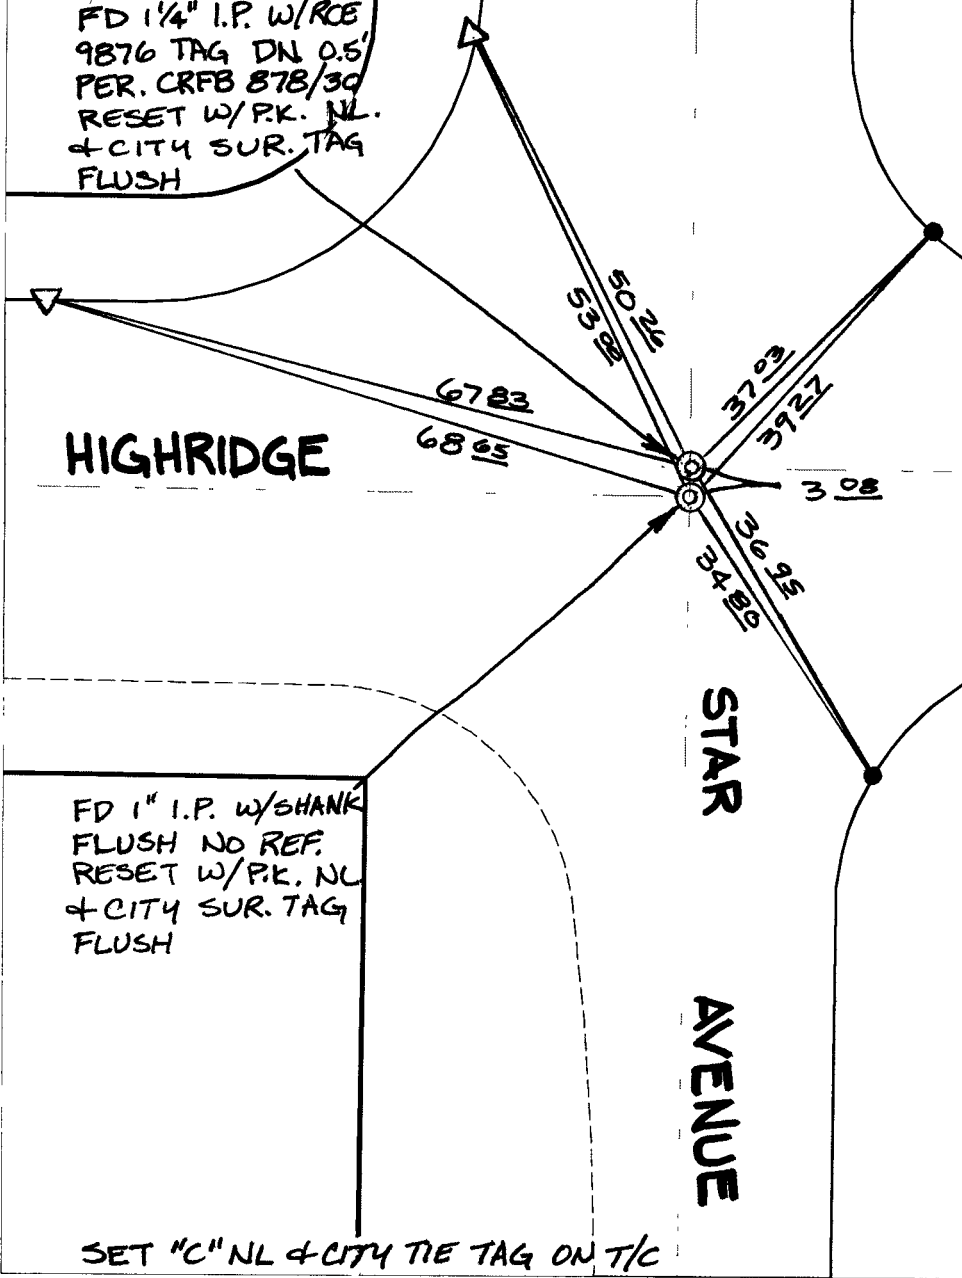 FD 1¼" I.P. W/RCE
9876 TAG DN 0.5'
PER. CRFB 878/30
RESET W/P.K. NL.
& CITY SUR. TAG
FLUSH
50 26
53 00
37 03
39 27
67 83
68 65
HIGHRIDGE
3 08
36 95
34 80
STAR
AVENUE
FD 1" I.P. W/SHANK
FLUSH NO REF.
RESET W/P.K. NL
& CITY SUR. TAG
FLUSH
SET "C" NL & CITY TIE TAG ON T/C